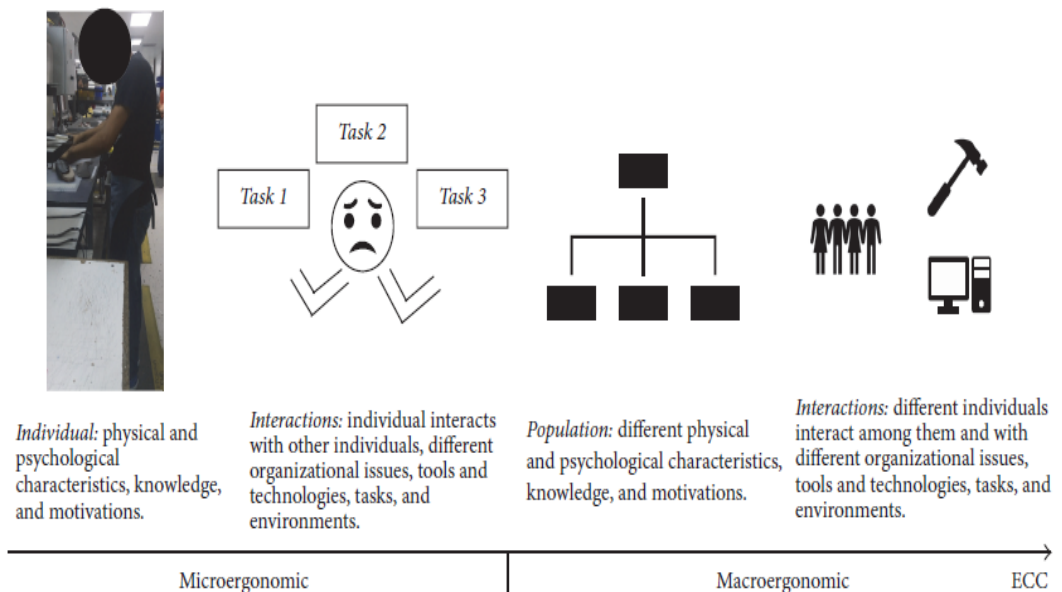 Task 1
Task 2
Task 3
Individual: physical and
psychological
characteristics, knowledge,
and motivations.
Interactions: individual interacts
with other individuals, different
organizational issues, tools and
technologies, tasks, and
environments.
Population: different physical
and psychological characteristics,
knowledge, and motivations.
Interactions: different individuals
interact among them and with
different organizational issues,
tools and technologies, tasks, and
environments.
Microergonomic
Macroergonomic
ECC